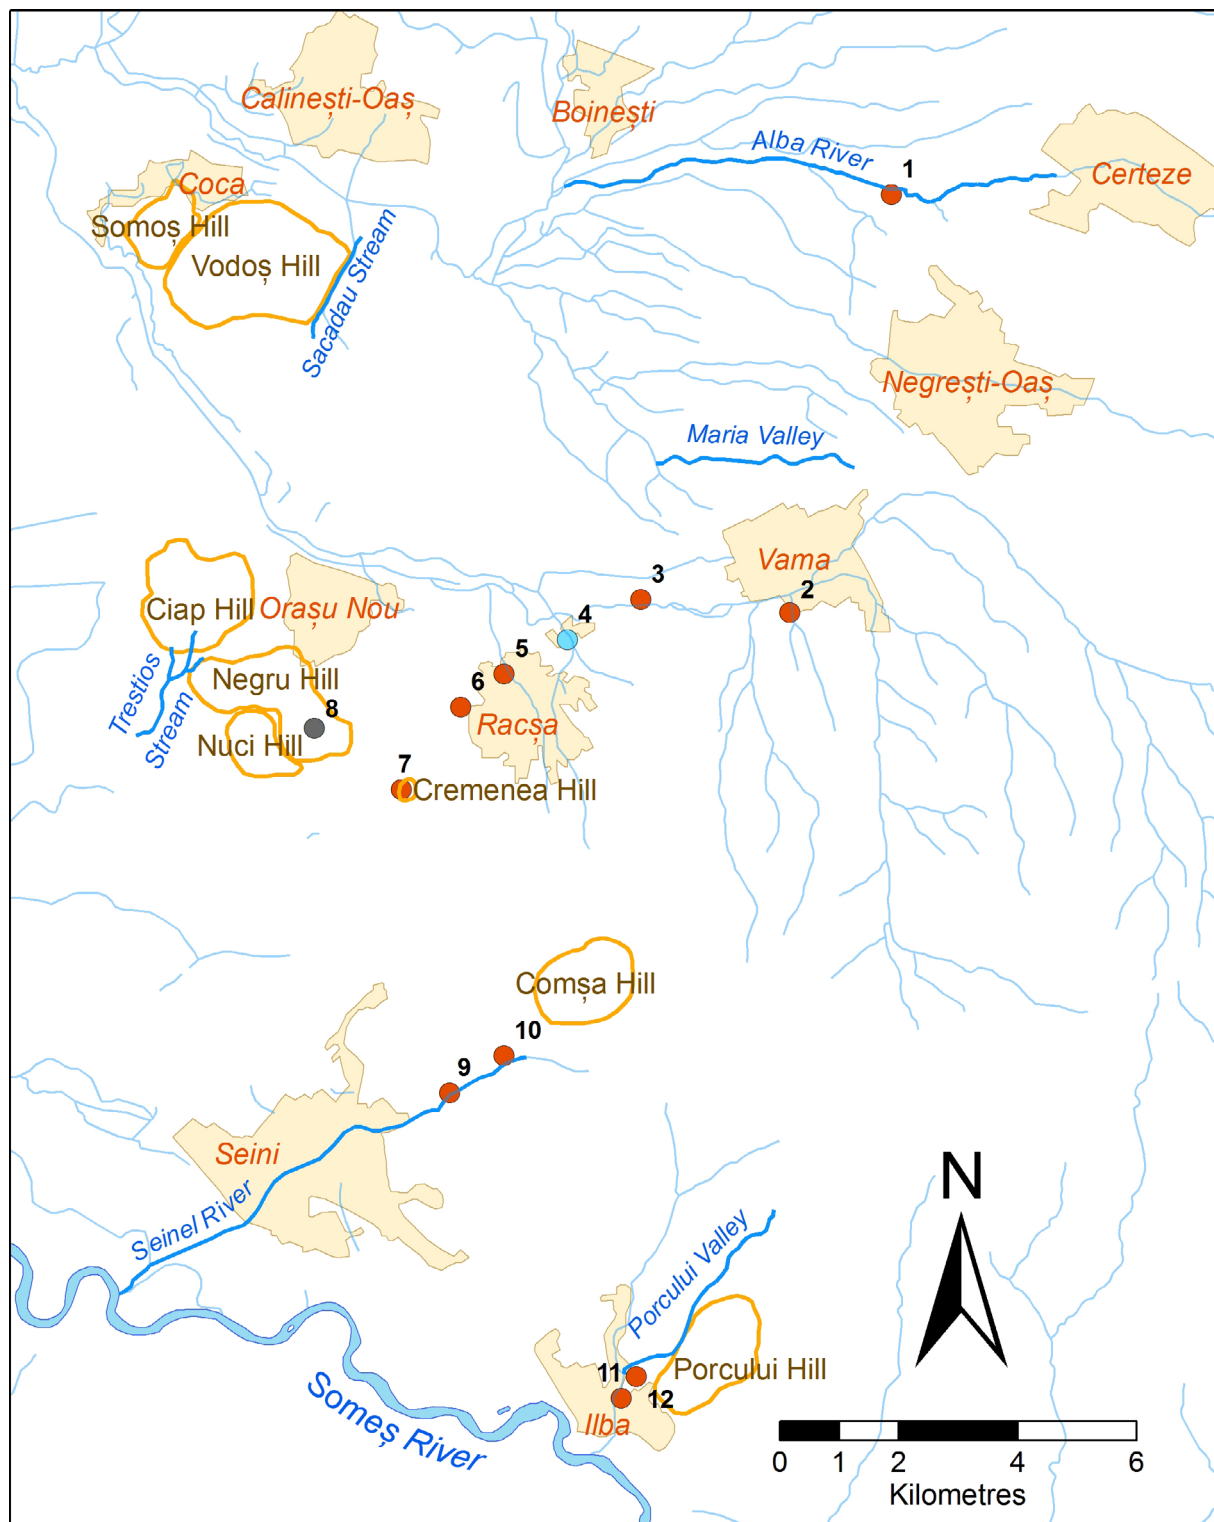 Calinești-Oaș
Boinești
Alba River
1
Certeze
Coca
Somoș Hill
Vodoș Hill
Sacadau Stream
Negrești-Oaș
Maria Valley
Vama
3
2
Ciap Hill
Orașu Nou
4
5
Negru Hill
6
Trestios
Stream
8
Racșa
Nuci Hill
7
Cremenea Hill
Comșa Hill
10
9
Seini
N
Seinel River
Porcului Valley
Porcului Hill
11
12
Ilba
Someș River
0 1 2 4 6
Kilometres